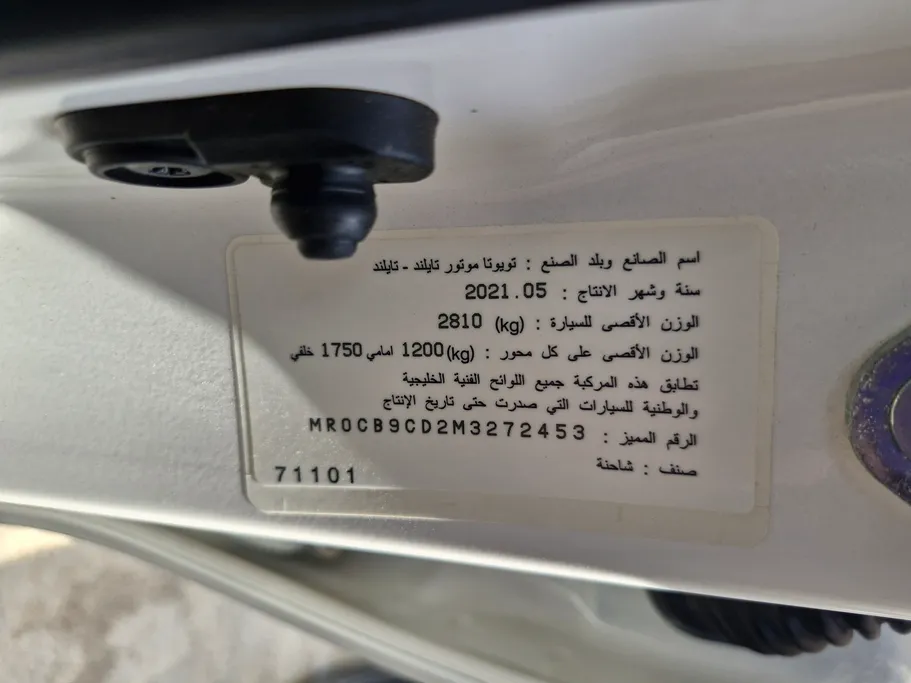 اسم الصانع وبلد الصنع : تويوتا موتور تايلند - تايلند
سنة وشهر الانتاج : 2021.05
الوزن الأقصى للسيارة : (kg) 2810
الوزن الأقصى على كل محور : (kg) 1200 امامي 1750 خلفي
تطابق هذه المركبة جميع اللوائح الفنية الخليجية
والوطنية للسيارات التي صدرت حتى تاريخ الإنتاج
الرقم المميز : MR0CB9CD2M3272453
صنف : شاحنة
71101